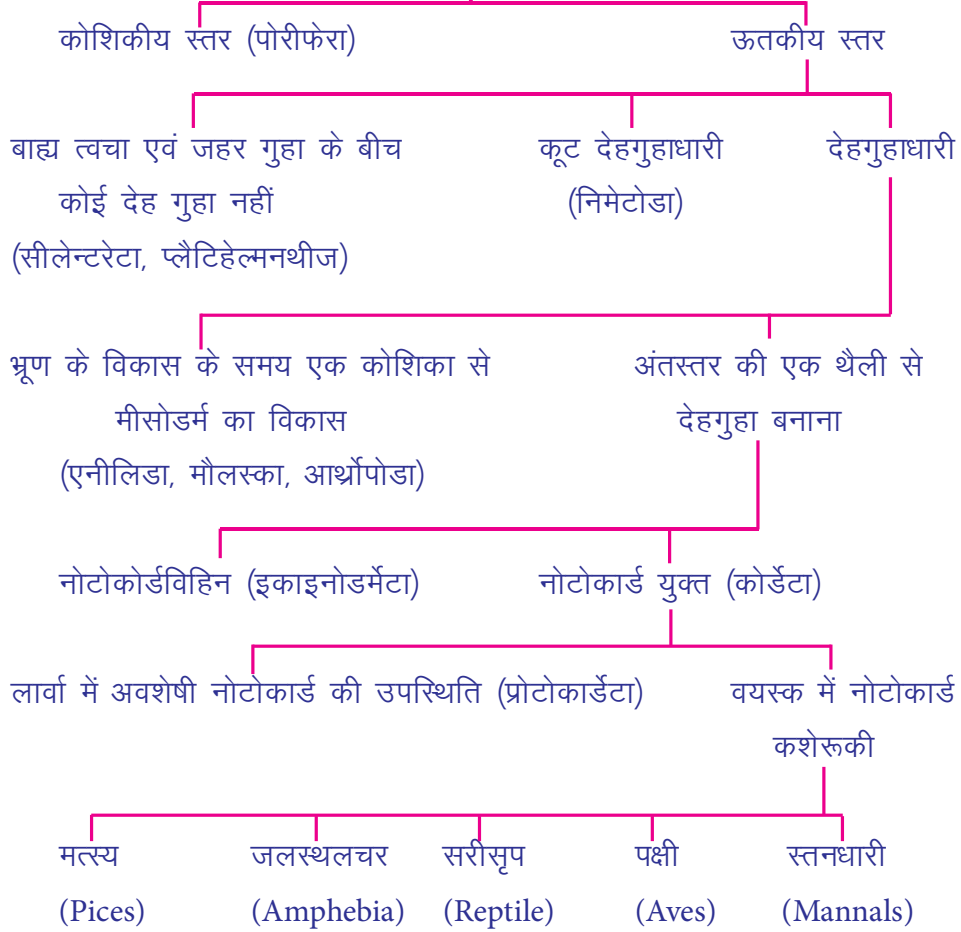 कोशिकीय स्तर (पोरीफेरा) ऊतकीय स्तर
बाह्य त्वचा एवं जहर गुहा के बीच कूट देहगुहाधारी देहगुहाधारी
कोई देह गुहा नहीं (निमेटोडा)
(सीलेन्टरेटा, प्लैटिहेल्मनथीज)
भ्रूण के विकास के समय एक कोशिका से अंतस्तर की एक थैली से
मीसोडर्म का विकास देहगुहा बनाना
(एनीलिडा, मौलस्का, आर्थ्रोपोडा)
नोटोकोर्डविहिन (इकाइनोडर्मेटा) नोटोकार्ड युक्त (कोर्डेटा)
लार्वा में अवशेषी नोटोकार्ड की उपस्थिति (प्रोटोकार्डेटा) वयस्क में नोटोकार्ड
कशेरूकी
मत्स्य जलस्थलचर सरीसृप पक्षी स्तनधारी
(Pices) (Amphebia) (Reptile) (Aves) (Mannals)